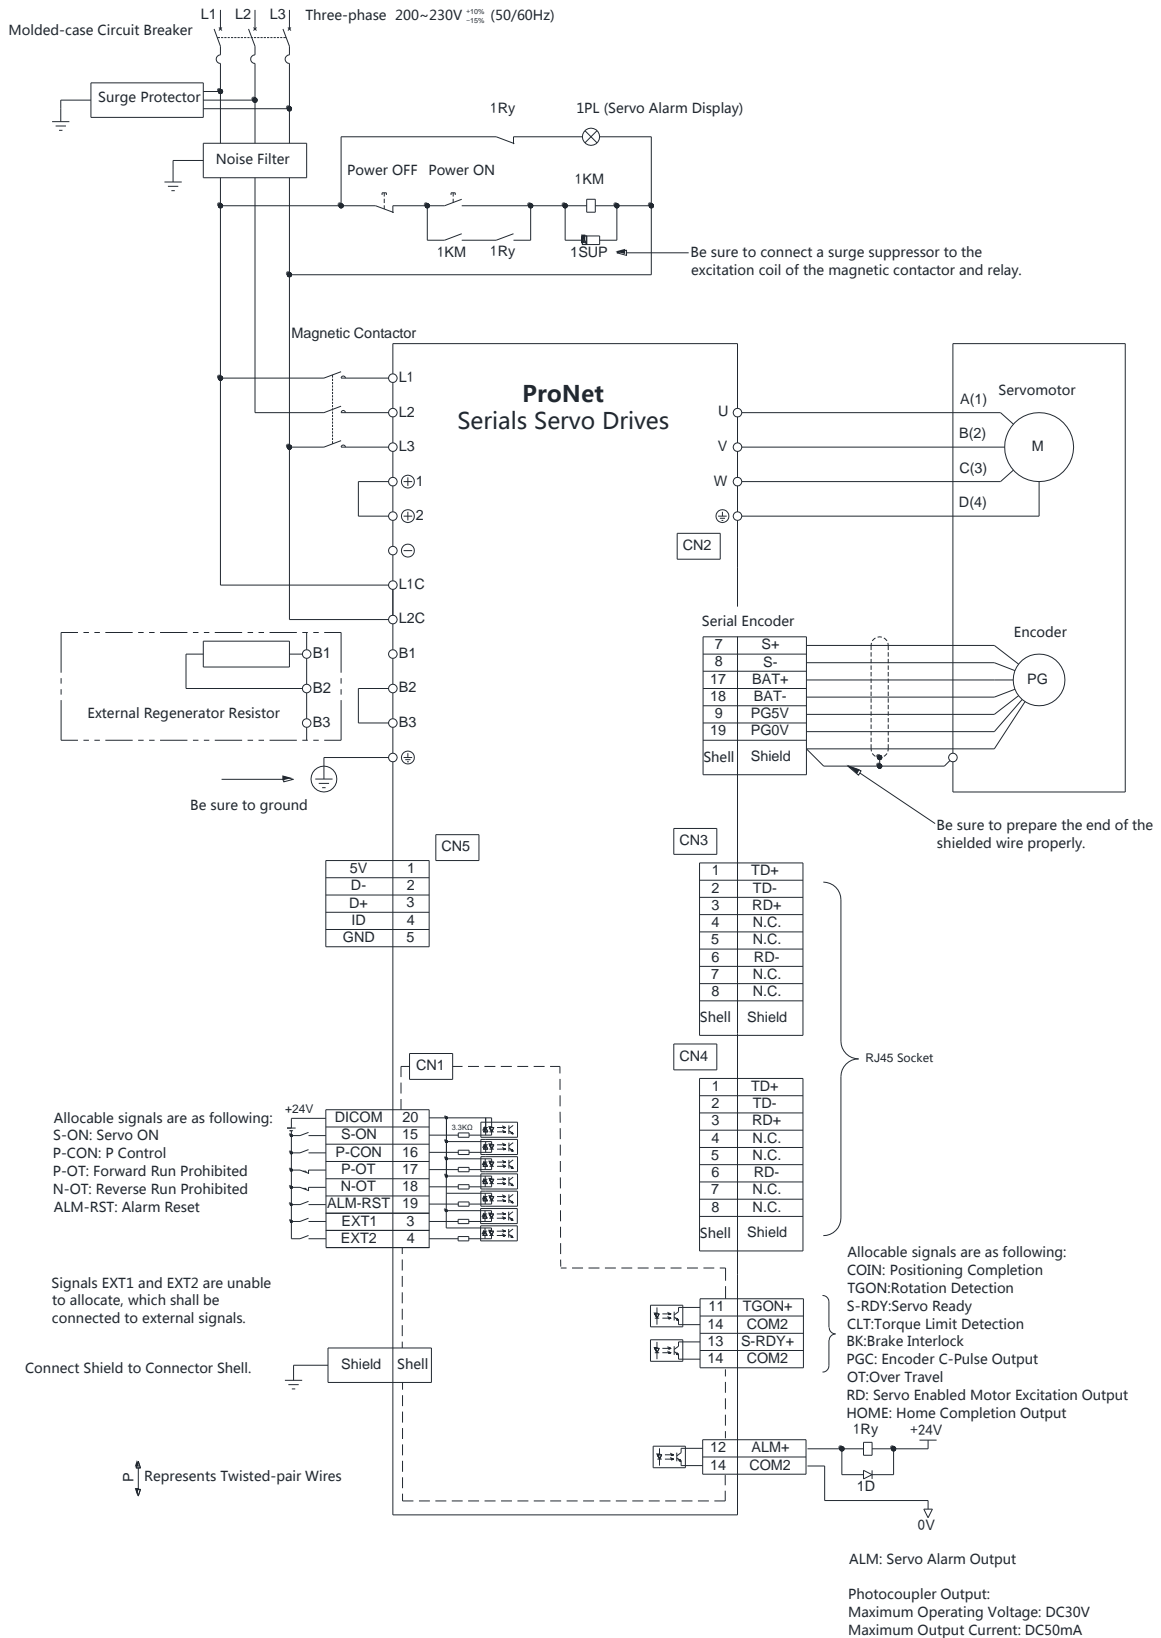 L1 L2 L3 Three-phase 200~230V +10% -15% (50/60Hz)
Molded-case Circuit Breaker
Surge Protector
Noise Filter
1Ry 1PL (Servo Alarm Display)
Power OFF Power ON
1KM
1KM 1Ry 1SUP
Be sure to connect a surge suppressor to the
excitation coil of the magnetic contactor and relay.
Magnetic Contactor
ProNet
Serials Servo Drives
L1
L2
L3
⊕1
⊕2
⊖
L1C
L2C
B1
B2
B3
B1
B2
B3
External Regenerator Resistor
Be sure to ground
U
V
W
CN2
A(1)
B(2)
C(3)
D(4)
Servomotor
M
Serial Encoder
7 S+
8 S-
17 BAT+
18 BAT-
9 PG5V
19 PG0V
Shell Shield
Encoder
PG
Be sure to prepare the end of the
shielded wire properly.
CN5
5V 1
D- 2
D+ 3
ID 4
GND 5
CN3
1 TD+
2 TD-
3 RD+
4 N.C.
5 N.C.
6 RD-
7 N.C.
8 N.C.
Shell Shield
CN4
1 TD+
2 TD-
3 RD+
4 N.C.
5 N.C.
6 RD-
7 N.C.
8 N.C.
Shell Shield
RJ45 Socket
CN1
Allocable signals are as following:
S-ON: Servo ON
P-CON: P Control
P-OT: Forward Run Prohibited
N-OT: Reverse Run Prohibited
ALM-RST: Alarm Reset
+24V
DICOM 20
S-ON 15
P-CON 16
P-OT 17
N-OT 18
ALM-RST 19
EXT1 3
EXT2 4
3.3KΩ
Signals EXT1 and EXT2 are unable
to allocate, which shall be
connected to external signals.
Connect Shield to Connector Shell.
Shield Shell
P Represents Twisted-pair Wires
11 TGON+
14 COM2
13 S-RDY+
14 COM2
Allocable signals are as following:
COIN: Positioning Completion
TGON:Rotation Detection
S-RDY:Servo Ready
CLT:Torque Limit Detection
BK:Brake Interlock
PGC: Encoder C-Pulse Output
OT:Over Travel
RD: Servo Enabled Motor Excitation Output
HOME: Home Completion Output
12 ALM+
14 COM2
1Ry +24V
1D
0V
ALM: Servo Alarm Output
Photocoupler Output:
Maximum Operating Voltage: DC30V
Maximum Output Current: DC50mA